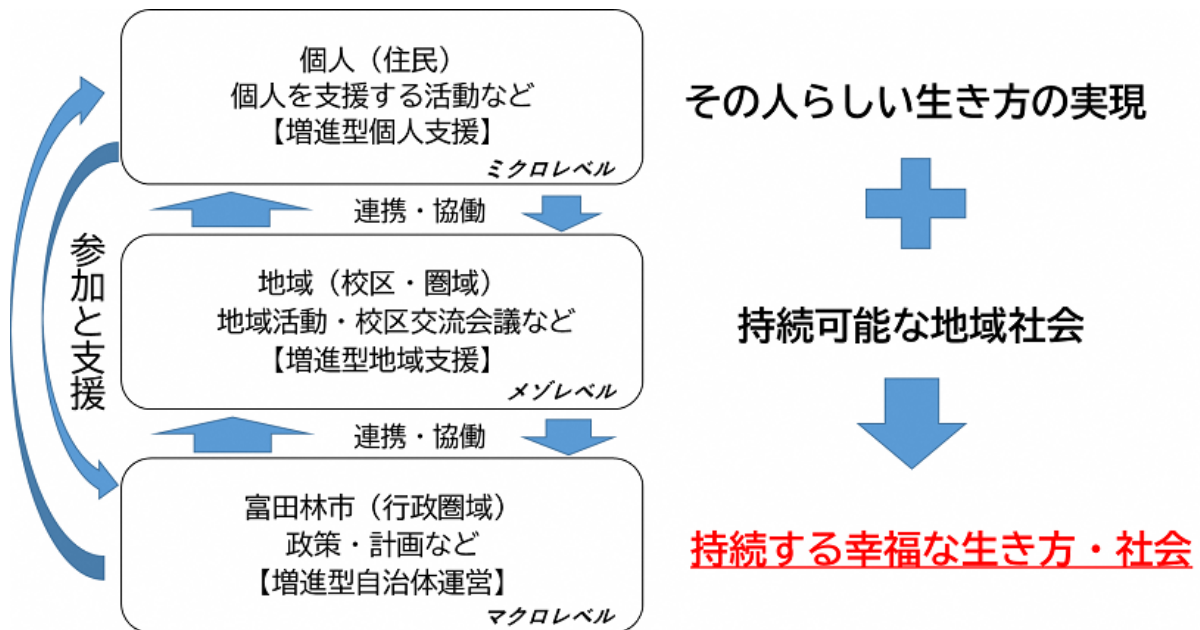 個人（住民）
個人を支援する活動など
【増進型個人支援】
ミクロレベル
連携・協働
参加と支援
地域（校区・圏域）
地域活動・校区交流会議など
【増進型地域支援】
メゾレベル
連携・協働
富田林市（行政圏域）
政策・計画など
【増進型自治体運営】
マクロレベル
その人らしい生き方の実現
持続可能な地域社会
持続する幸福な生き方・社会